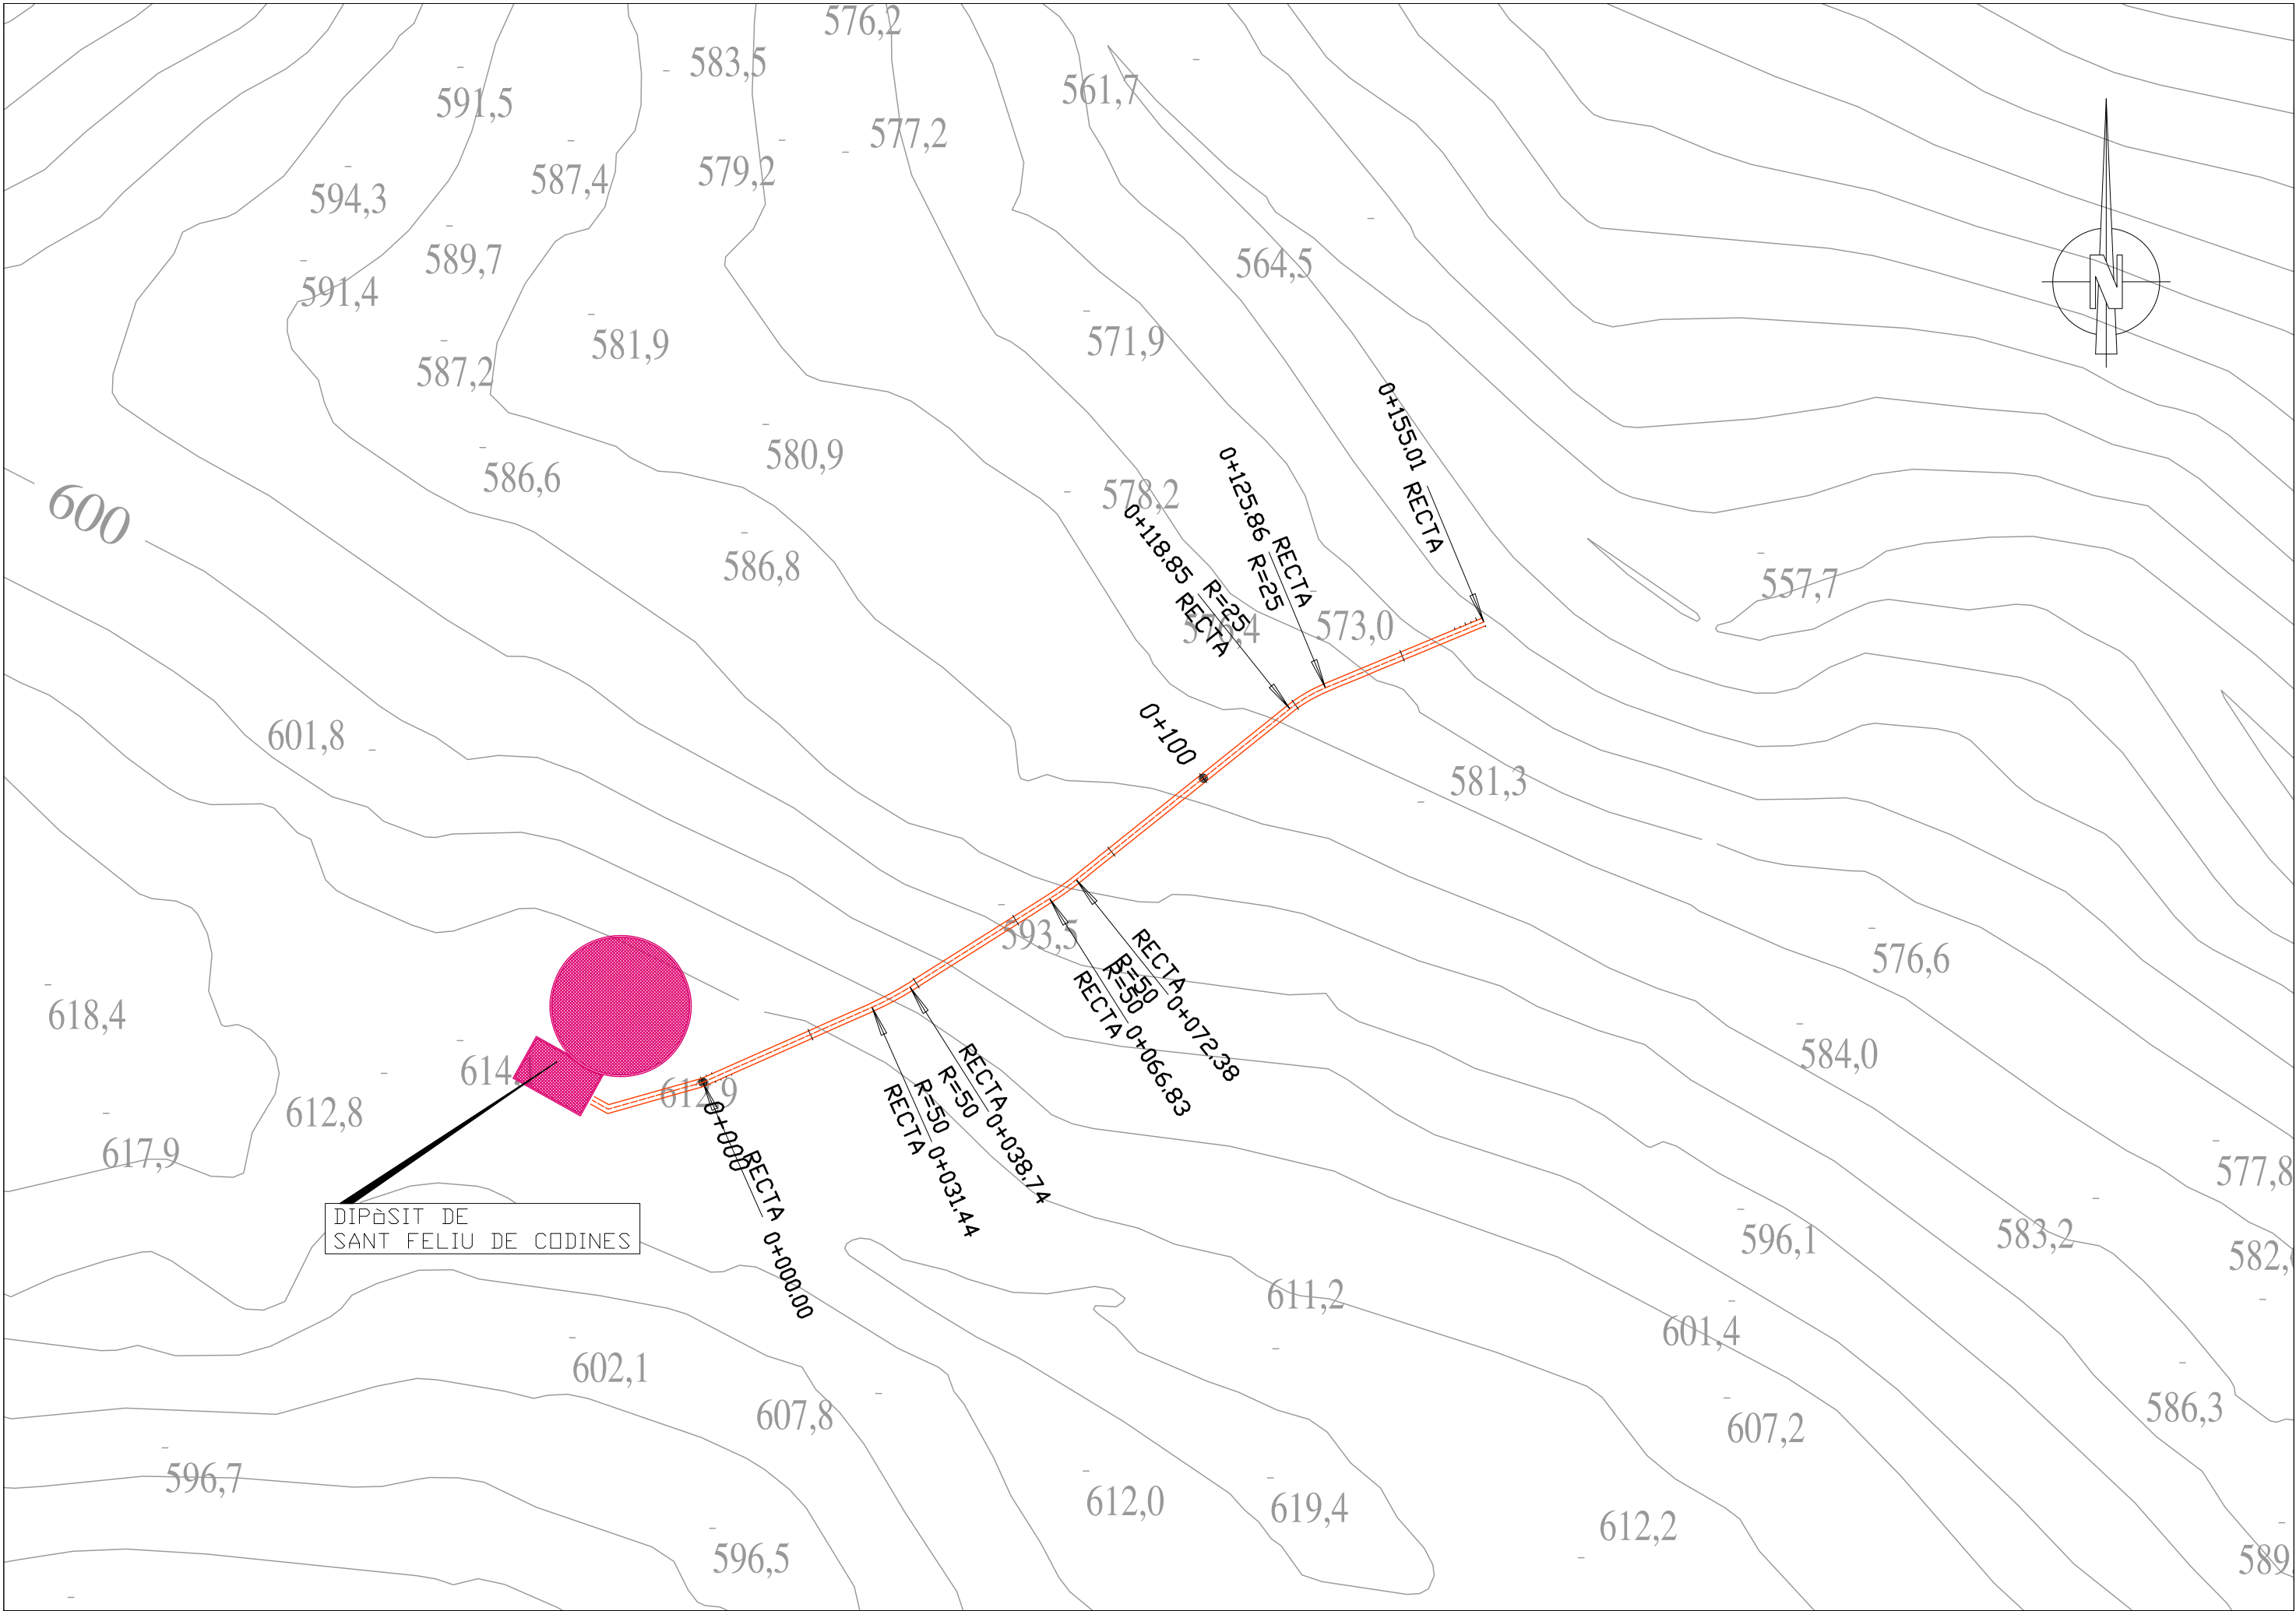 576,2
583,5
561,7
591,5
577,2
579,2
587,4
594,3
589,7
564,5
591,4
N
571,9
581,9
587,2
0+155.01 RECTA
580,9
586,6
578,2
0+125.86 RECTA
R=25
600
0+118.85 R=25
RECTA
586,8
557,7
576,4
573,0
0+100
601,8
581,3
593,5
576,6
RECTA
R=50 0+072.38
R=50
RECTA 0+066.83
618,4
584,0
614,
612,9
RECTA 0+038.74
R=50
R=50
RECTA 0+031.44
612,8
0+000
617,9
577,8
RECTA 0+000.00
DIPòSIT DE
SANT FELIU DE CODINES
596,1
583,2
582,
611,2
601,4
602,1
586,3
607,8
607,2
596,7
612,0
619,4
612,2
596,5
589